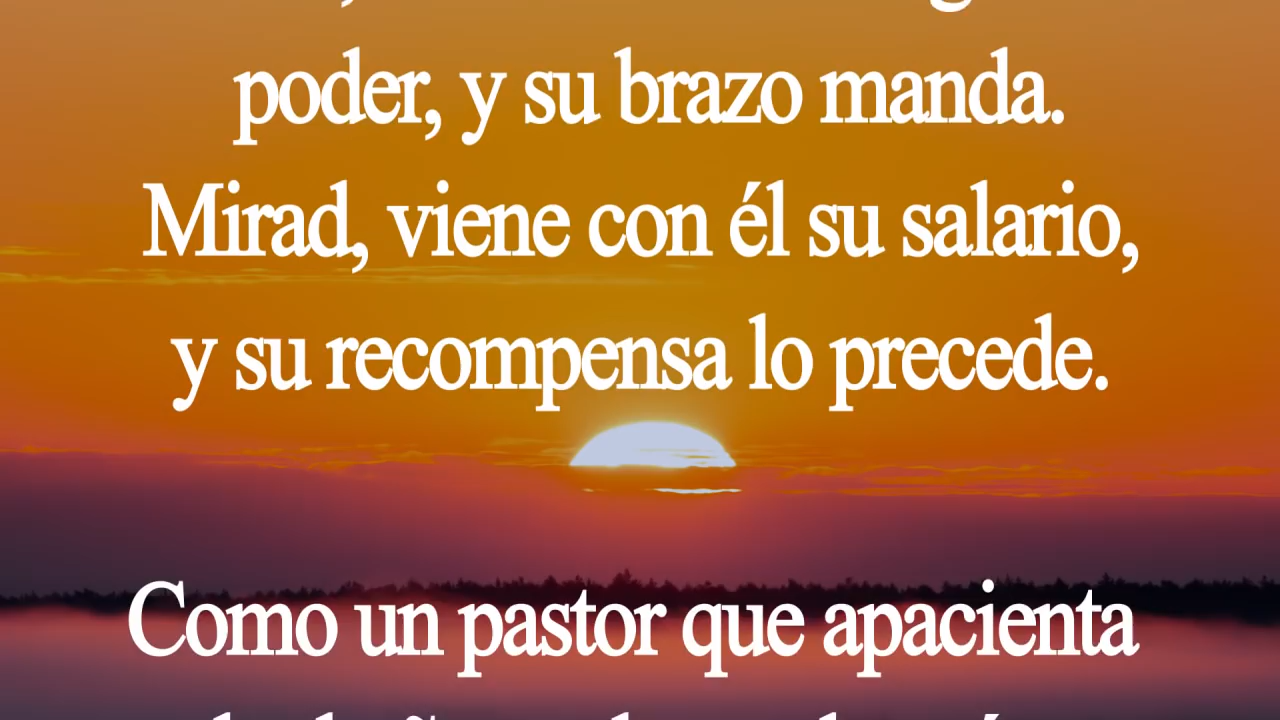 poder, y su brazo manda.
Mirad, viene con él su salario,
y su recompensa lo precede.
Como un pastor que apacienta